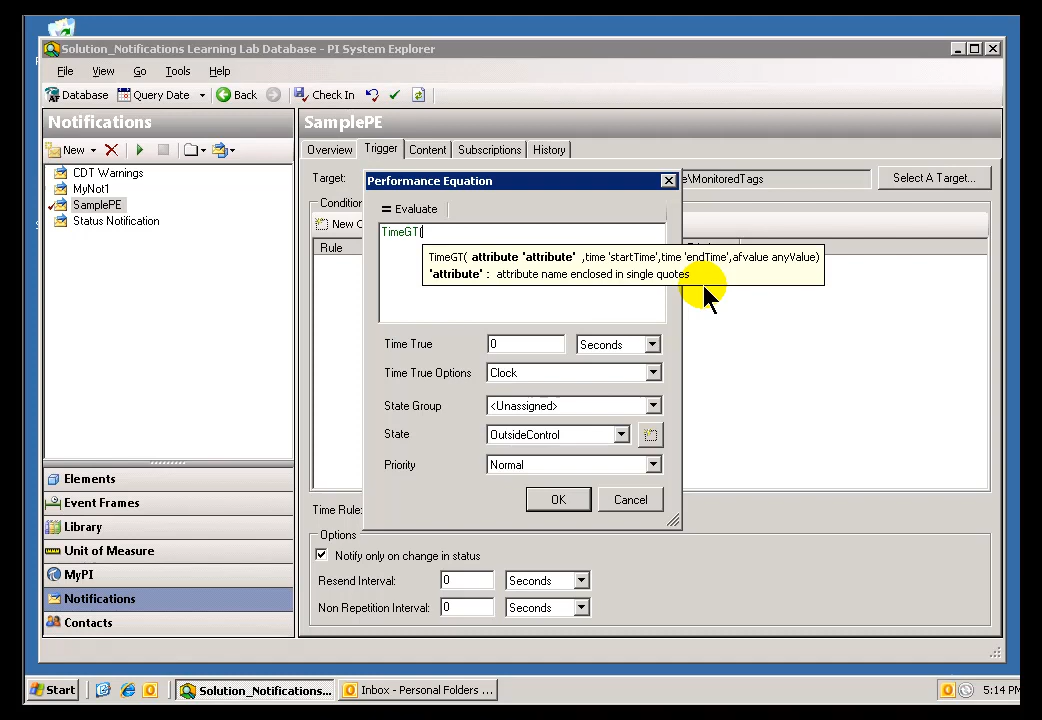 Solution_Notifications Learning Lab Database - PI System Explorer
File View Go Tools Help
Database Query Date Back Check In
Notifications
New
CDT Warnings
MyNot1
SamplePE
Status Notification
Elements
Event Frames
Library
Unit of Measure
MyPI
Notifications
Contacts
SamplePE
Overview Trigger Content Subscriptions History
Target: e\MonitoredTags Select A Target...
Condition
New
Rule
Performance Equation
Evaluate
TimeGT(
TimeGT( attribute 'attribute' ,time 'startTime',time 'endTime',afvalue anyValue)
'attribute' : attribute name enclosed in single quotes
Time True 0 Seconds
Time True Options Clock
State Group <Unassigned>
State OutsideControl
Priority Normal
OK Cancel
Time Rule:
Options
Notify only on change in status
Resend Interval: 0 Seconds
Non Repetition Interval: 0 Seconds
Start Solution_Notifications... Inbox - Personal Folders ... 5:14 PM